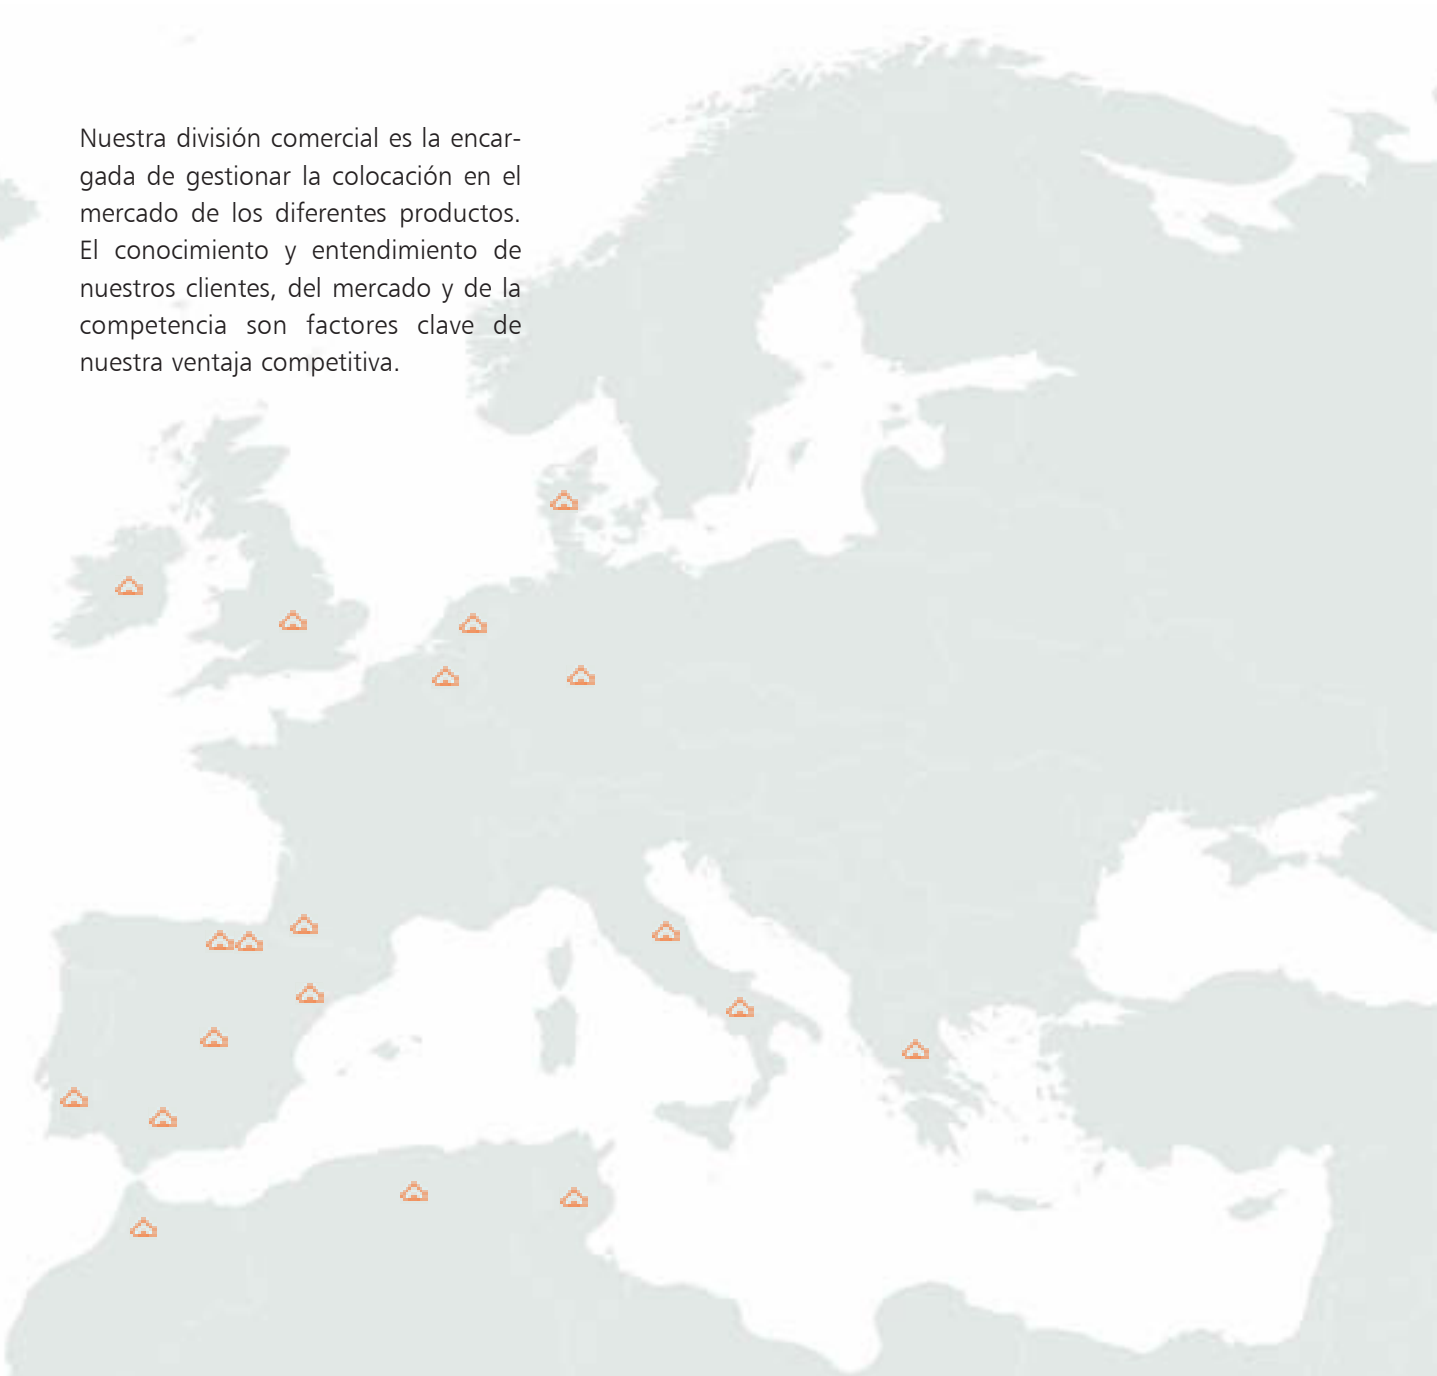 Nuestra división comercial es la encar-
gada de gestionar la colocación en el
mercado de los diferentes productos.
El conocimiento y entendimiento de
nuestros clientes, del mercado y de la
competencia son factores clave de
nuestra ventaja competitiva.